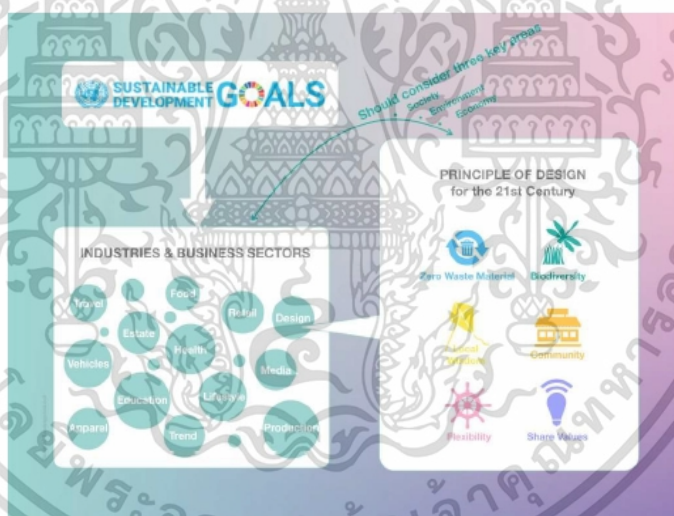 SUSTAINABLE
DEVELOPMENT GOALS
Should consider three key areas
Society
Environment
Economy
INDUSTRIES & BUSINESS SECTORS
Travel
Food
Retail
Design
Estate
Health
Vehicles
Media
Education
Lifestyle
Apparel
Trend
Production
PRINCIPLE OF DESIGN
for the 21st Century
Zero Waste Material
Biodiversity
Community
Flexibility
Share Values